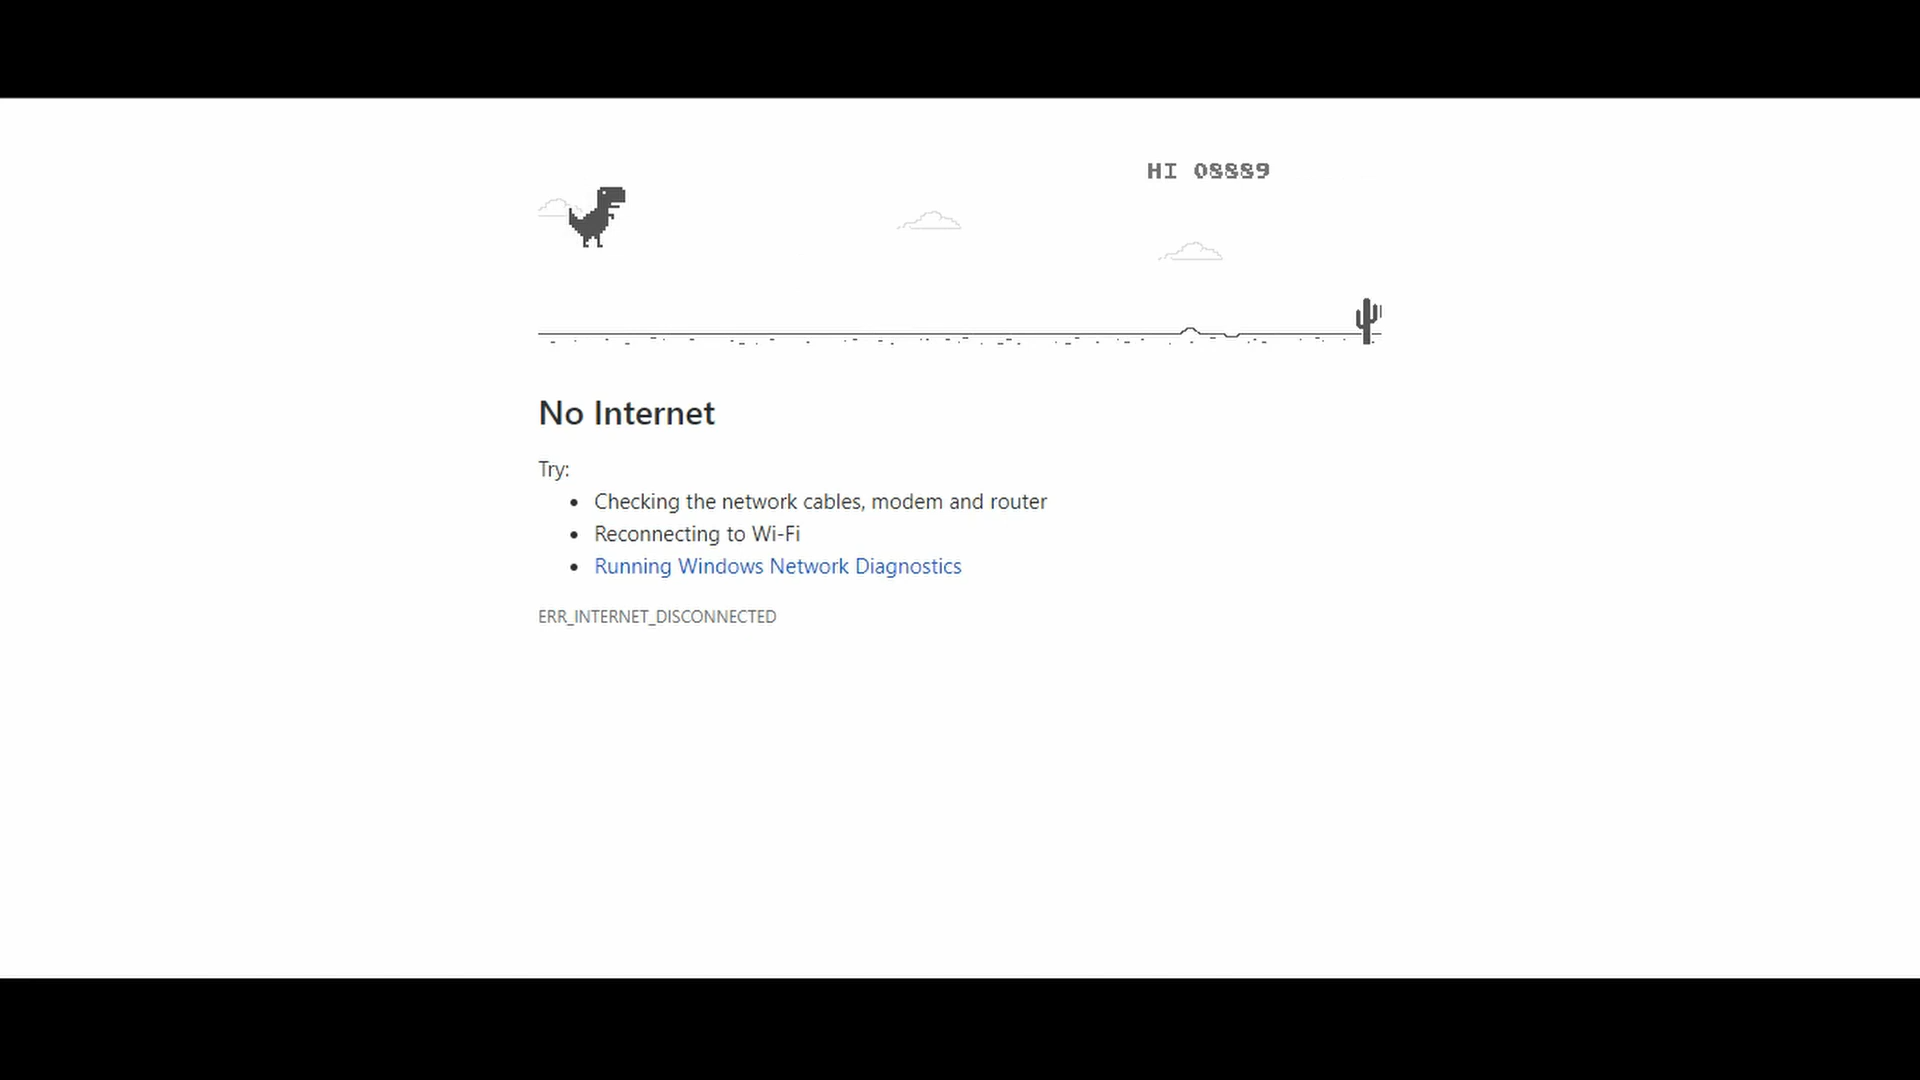 HI 08889
No Internet
Try:
Checking the network cables, modem and router
Reconnecting to Wi-Fi
Running Windows Network Diagnostics
ERR_INTERNET_DISCONNECTED